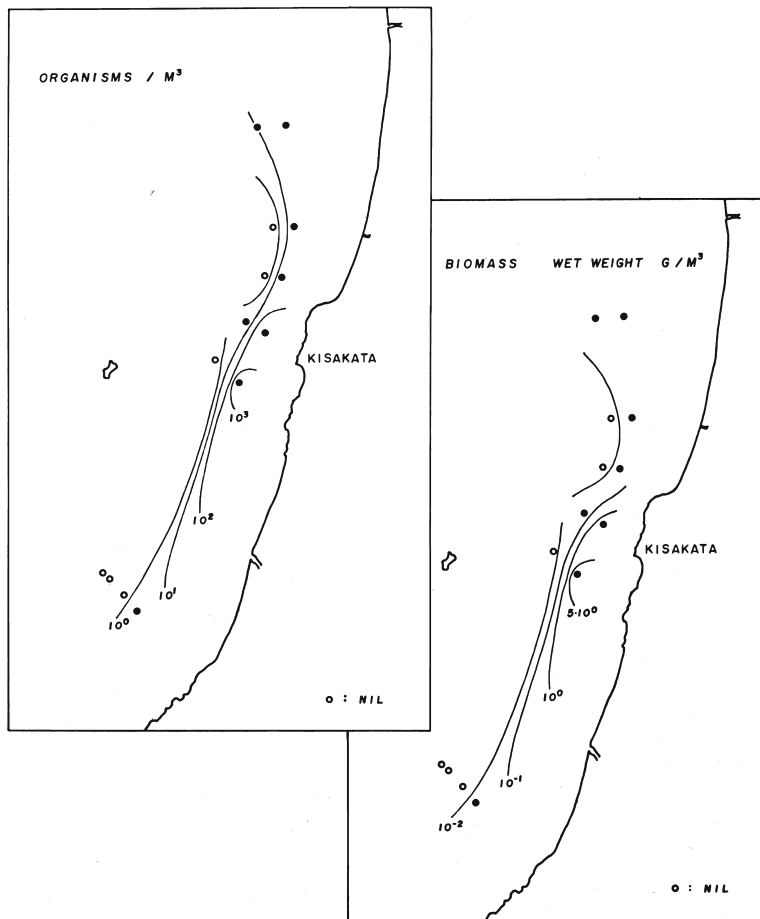 ORGANISMS / M³
KISAKATA
10³
10²
10¹
10⁰
o : NIL
BIOMASS WET WEIGHT G/M³
KISAKATA
5·10⁰
10⁰
10⁻¹
10⁻²
o : NIL